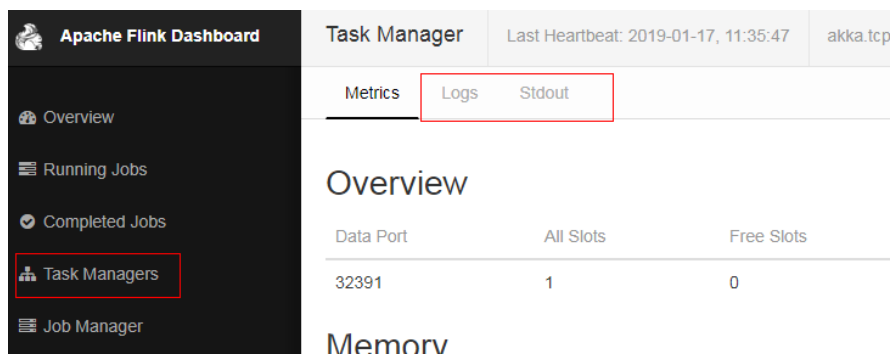 Apache Flink Dashboard
Overview
Running Jobs
Completed Jobs
Task Managers
Job Manager
Task Manager Last Heartbeat: 2019-01-17, 11:35:47 akka.tcp
Metrics Logs Stdout
Overview
Data Port All Slots Free Slots
32391 1 0
Memory